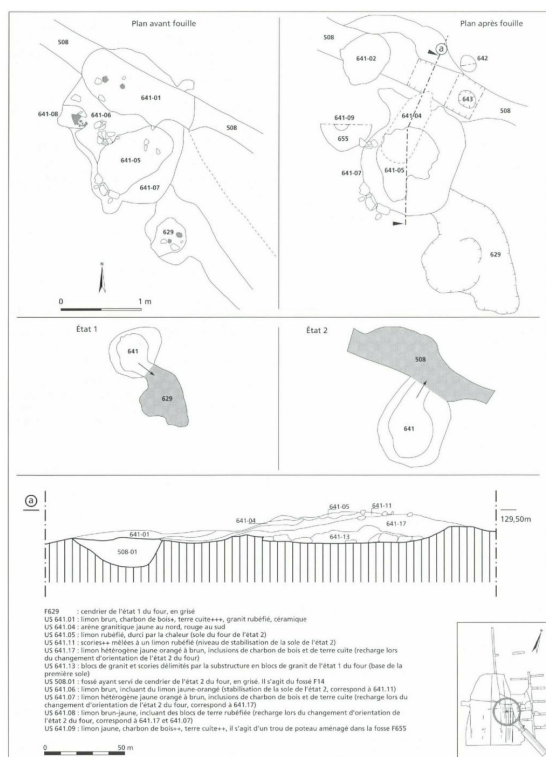 Plan avant fouille
508
641-01
641-08
641-06
508
641-05
641-07
629
0 1 m
Plan après fouille
a
508
642
641-02
643
641-09
641-04
508
655
641-07
641-05
629
État 1
641
629
État 2
508
641
a
641-05
641-11
641-04
641-17
129,50m
641-01
641-13
508-01
F629 : cendrier de l'état 1 du four, en grisé
US 641.01 : limon brun, charbon de bois+, terre cuite+++, granit rubéfié, céramique
US 641.04 : arène granitique jaune au nord, rouge au sud
US 641.05 : limon rubéfié, durci par la chaleur (sole du four de l'état 2)
US 641.11 : scories++ mêlées à un limon rubéfié (niveau de stabilisation de la sole de l'état 2)
US 641.17 : limon hétérogène jaune orangé à brun, inclusions de charbon de bois et de terre cuite (recharge lors
du changement d'orientation de l'état 2 du four)
US 641.13 : blocs de granit et scories délimités par la substructure en blocs de granit de l'état 1 du four (base de la
première sole)
US 508.01 : fossé ayant servi de cendrier de l'état 2 du four, en grisé. Il s'agit du fossé F14
US 641.06 : limon brun, incluant du limon jaune-orangé (stabilisation de la sole de l'état 2, correspond à 641.11)
US 641.07 : limon hétérogène jaune orangé à brun, inclusions de charbon de bois et de terre cuite (recharge lors du
changement d'orientation de l'état 2 du four, correspond à 641.17)
US 641.08 : limon brun-jaune, incluant des blocs de terre rubéfiée (recharge lors du changement d'orientation de
l'état 2 du four, correspond à 641.17 et 641.07)
US 641.09 : limon jaune, charbon de bois++, terre cuite++, il s'agit d'un trou de poteau aménagé dans la fosse F655
0 50 m